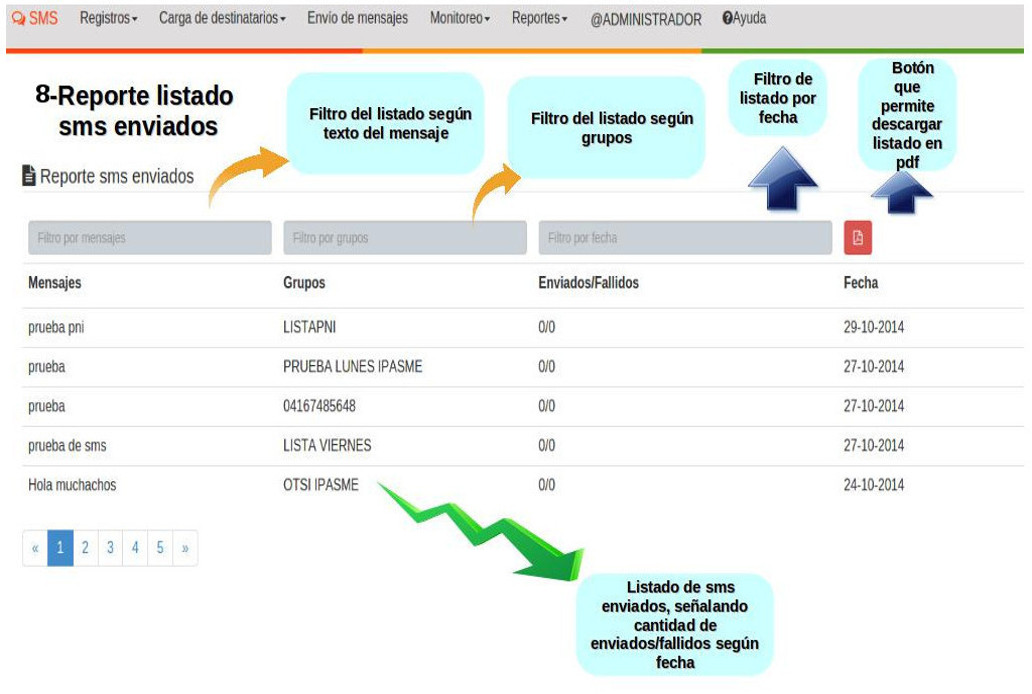 SMS Registros Carga de destinatarios Envío de mensajes Monitoreo Reportes @ADMINISTRADOR Ayuda
8-Reporte listado
sms enviados
Filtro del listado según
texto del mensaje
Filtro del listado según
grupos
Filtro de
listado por
fecha
Botón
que
permite
descargar
listado en
pdf
Reporte sms enviados
Filtro por mensajes Filtro por grupos Filtro por fecha
Mensajes Grupos Enviados/Fallidos Fecha
prueba pni LISTAPNI 0/0 29-10-2014
prueba PRUEBA LUNES IPASME 0/0 27-10-2014
prueba 04167485648 0/0 27-10-2014
prueba de sms LISTA VIERNES 0/0 27-10-2014
Hola muchachos OTSI IPASME 0/0 24-10-2014
« 1 2 3 4 5 »
Listado de sms
enviados, señalando
cantidad de
enviados/fallidos según
fecha